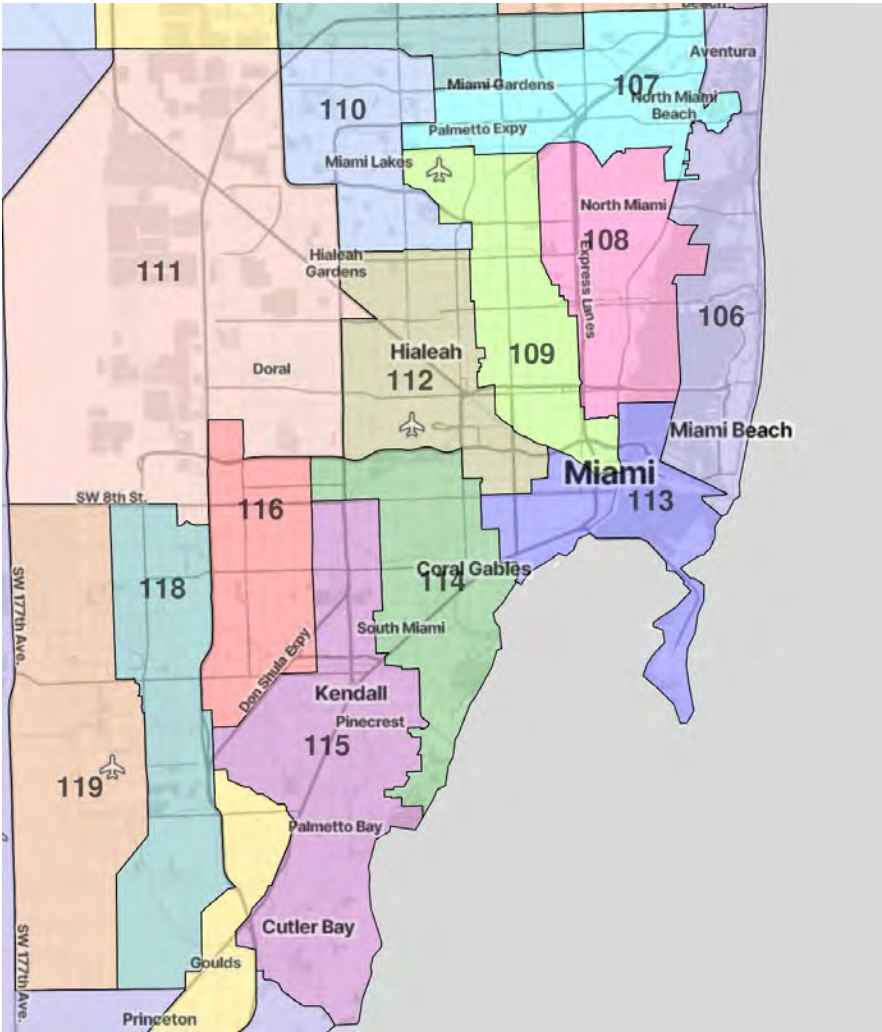 Beach
Aventura
107
Miami Gardens
North Miami
Beach
110
Palmetto Expy
Miami Lakes
North Miami
108
Express Lanes
Hialeah
Gardens
111
106
Hialeah
109
Doral
112
Miami Beach
Miami
113
SW 8th St.
116
Coral Gables
114
118
SW 177th Ave.
South Miami
Don Shula Expy
Kendall
Pinecrest
115
119
Palmetto Bay
Cutler Bay
SW 177th Ave.
Goulds
Princeton